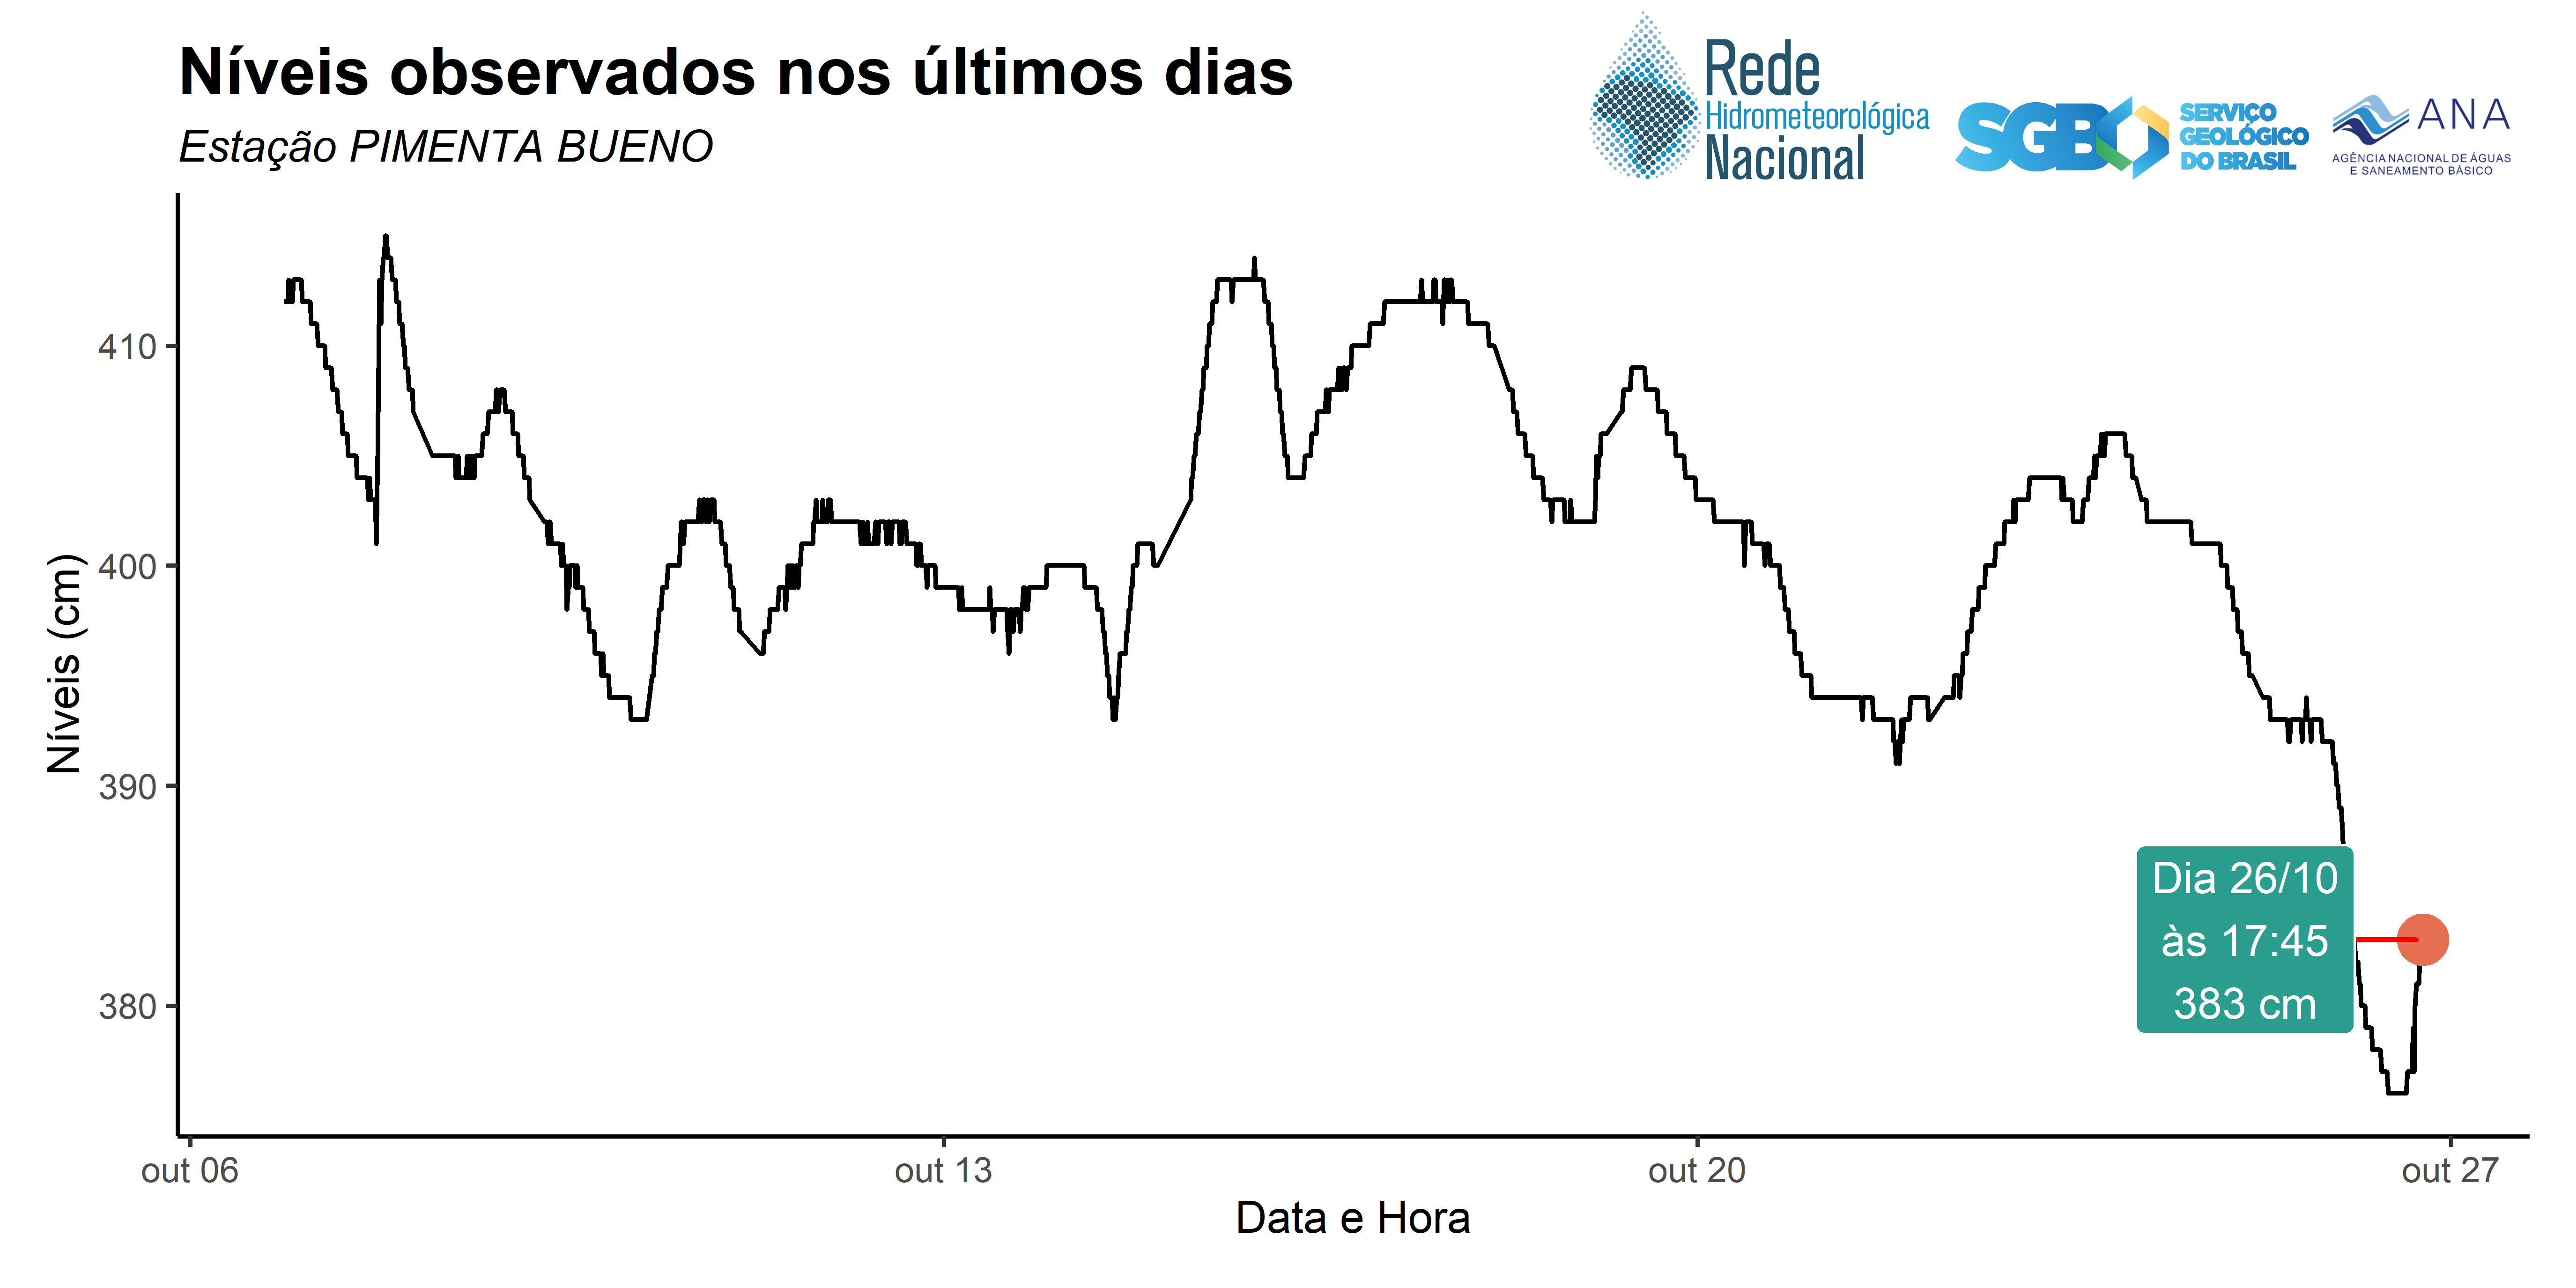 Níveis observados nos últimos dias
Estação PIMENTA BUENO
Rede
Hidrometeorológica
Nacional
SGB
SERVIÇO
GEOLÓGICO
DO BRASIL
ANA
AGÊNCIA NACIONAL DE ÁGUAS
E SANEAMENTO BÁSICO
Níveis (cm)
410
400
390
380
Dia 26/10
às 17:45
383 cm
out 06
out 13
out 20
out 27
Data e Hora